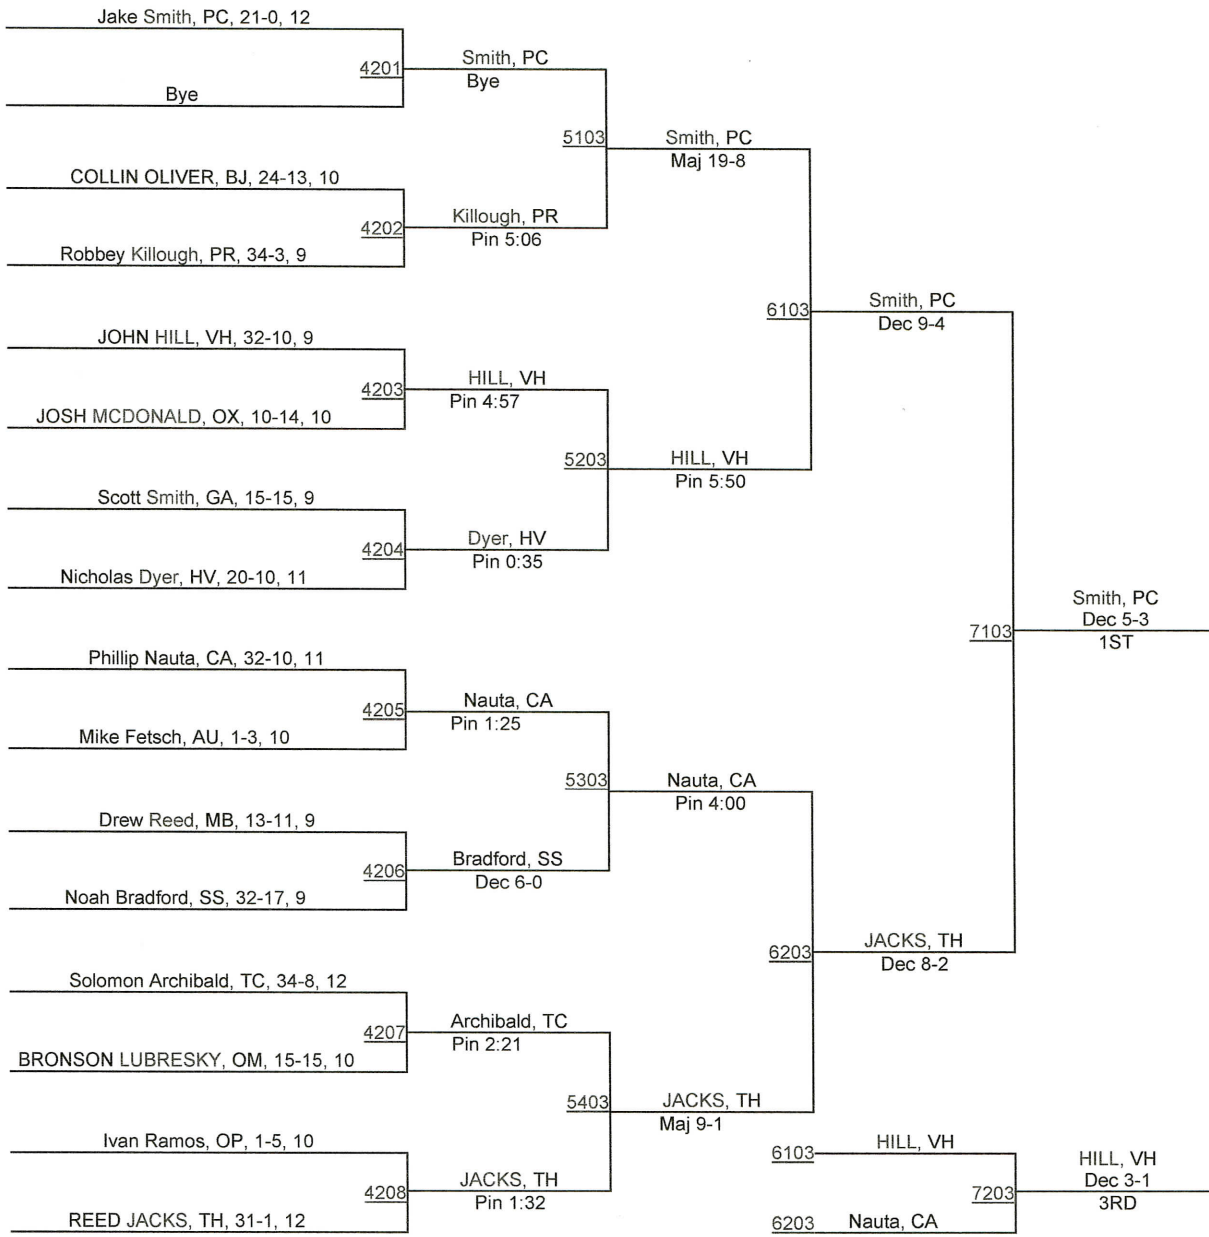 Jake Smith, PC, 21-0, 12
4201
Smith, PC
Bye
Bye
5103
Smith, PC
Maj 19-8
COLLIN OLIVER, BJ, 24-13, 10
4202
Killough, PR
Pin 5:06
Robbey Killough, PR, 34-3, 9
6103
Smith, PC
Dec 9-4
JOHN HILL, VH, 32-10, 9
4203
HILL, VH
Pin 4:57
JOSH MCDONALD, OX, 10-14, 10
5203
HILL, VH
Pin 5:50
Scott Smith, GA, 15-15, 9
4204
Dyer, HV
Pin 0:35
Nicholas Dyer, HV, 20-10, 11
7103
Smith, PC
Dec 5-3
1ST
Phillip Nauta, CA, 32-10, 11
4205
Nauta, CA
Pin 1:25
Mike Fetsch, AU, 1-3, 10
5303
Nauta, CA
Pin 4:00
Drew Reed, MB, 13-11, 9
4206
Bradford, SS
Dec 6-0
Noah Bradford, SS, 32-17, 9
6203
JACKS, TH
Dec 8-2
Solomon Archibald, TC, 34-8, 12
4207
Archibald, TC
Pin 2:21
BRONSON LUBRESKY, OM, 15-15, 10
5403
JACKS, TH
Maj 9-1
Ivan Ramos, OP, 1-5, 10
4208
JACKS, TH
Pin 1:32
REED JACKS, TH, 31-1, 12
6103
HILL, VH
7203
HILL, VH
Dec 3-1
3RD
6203
Nauta, CA